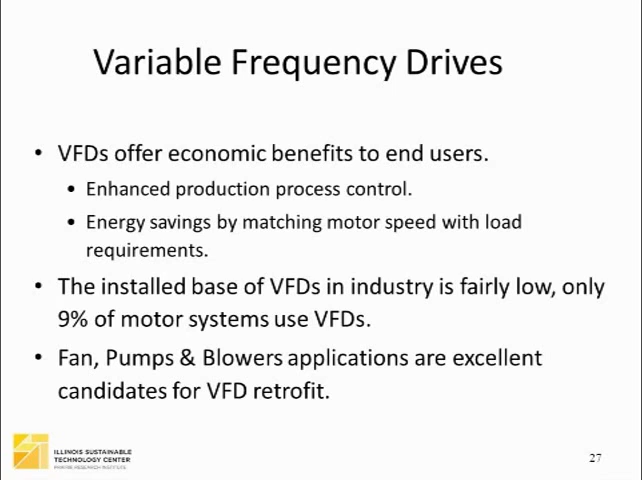 Variable Frequency Drives
• VFDs offer economic benefits to end users.
• Enhanced production process control.
• Energy savings by matching motor speed with load
requirements.
• The installed base of VFDs in industry is fairly low, only
9% of motor systems use VFDs.
• Fan, Pumps & Blowers applications are excellent
candidates for VFD retrofit.
ILLINOIS SUSTAINABLE
TECHNOLOGY CENTER
PRAIRIE RESEARCH INSTITUTE
27